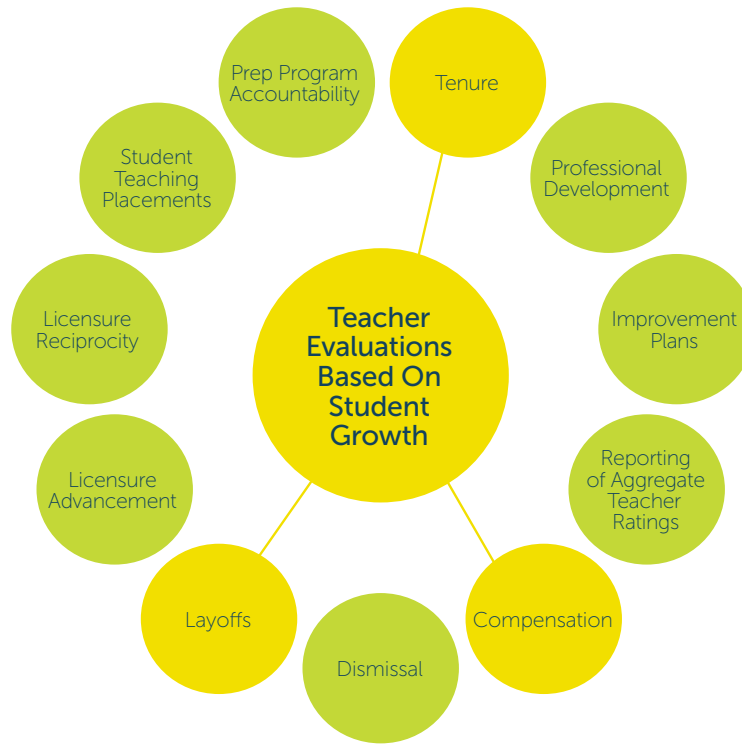 Prep Program
Accountability
Tenure
Student
Teaching
Placements
Professional
Development
Licensure
Reciprocity
Teacher
Evaluations
Based On
Student
Growth
Improvement
Plans
Licensure
Advancement
Reporting
of Aggregate
Teacher
Ratings
Layoffs
Compensation
Dismissal